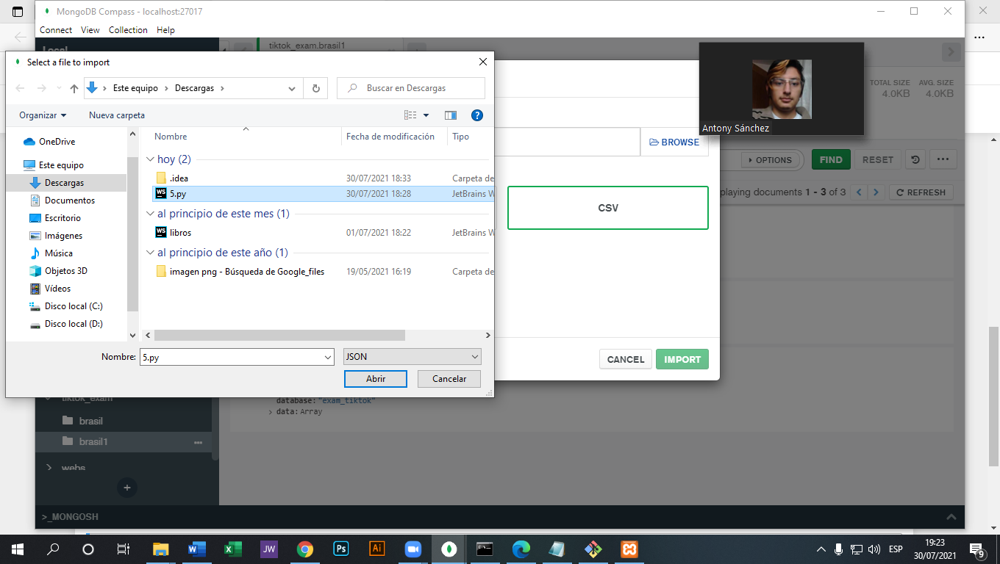 MongoDB Compass - localhost:27017
Connect View Collection Help
tiktok_exam.brasil1
Select a file to import
Este equipo > Descargas >
Buscar en Descargas
Organizar
Nueva carpeta
OneDrive
Este equipo
Descargas
Documentos
Escritorio
Imágenes
Música
Objetos 3D
Vídeos
Disco local (C:)
Disco local (D:)
Nombre Fecha de modificación Tipo
hoy (2)
.idea 30/07/2021 18:33 Carpeta de
5.py 30/07/2021 18:28 JetBrains W
al principio de este mes (1)
libros 01/07/2021 18:22 JetBrains W
al principio de este año (1)
imagen png - Búsqueda de Google_files 19/05/2021 16:19 Carpeta de
Nombre: 5.py JSON
Abrir Cancelar
BROWSE
Antony Sánchez
TOTAL SIZE AVG. SIZE
4.0KB 4.0KB
OPTIONS FIND RESET
playing documents 1 - 3 of 3
REFRESH
CSV
CANCEL IMPORT
database: "exam_tiktok"
data: Array
tiktok_exam
brasil
brasil1
webs
>_MONGOSH
W X JW Ps Ai
ESP
19:23
30/07/2021
9